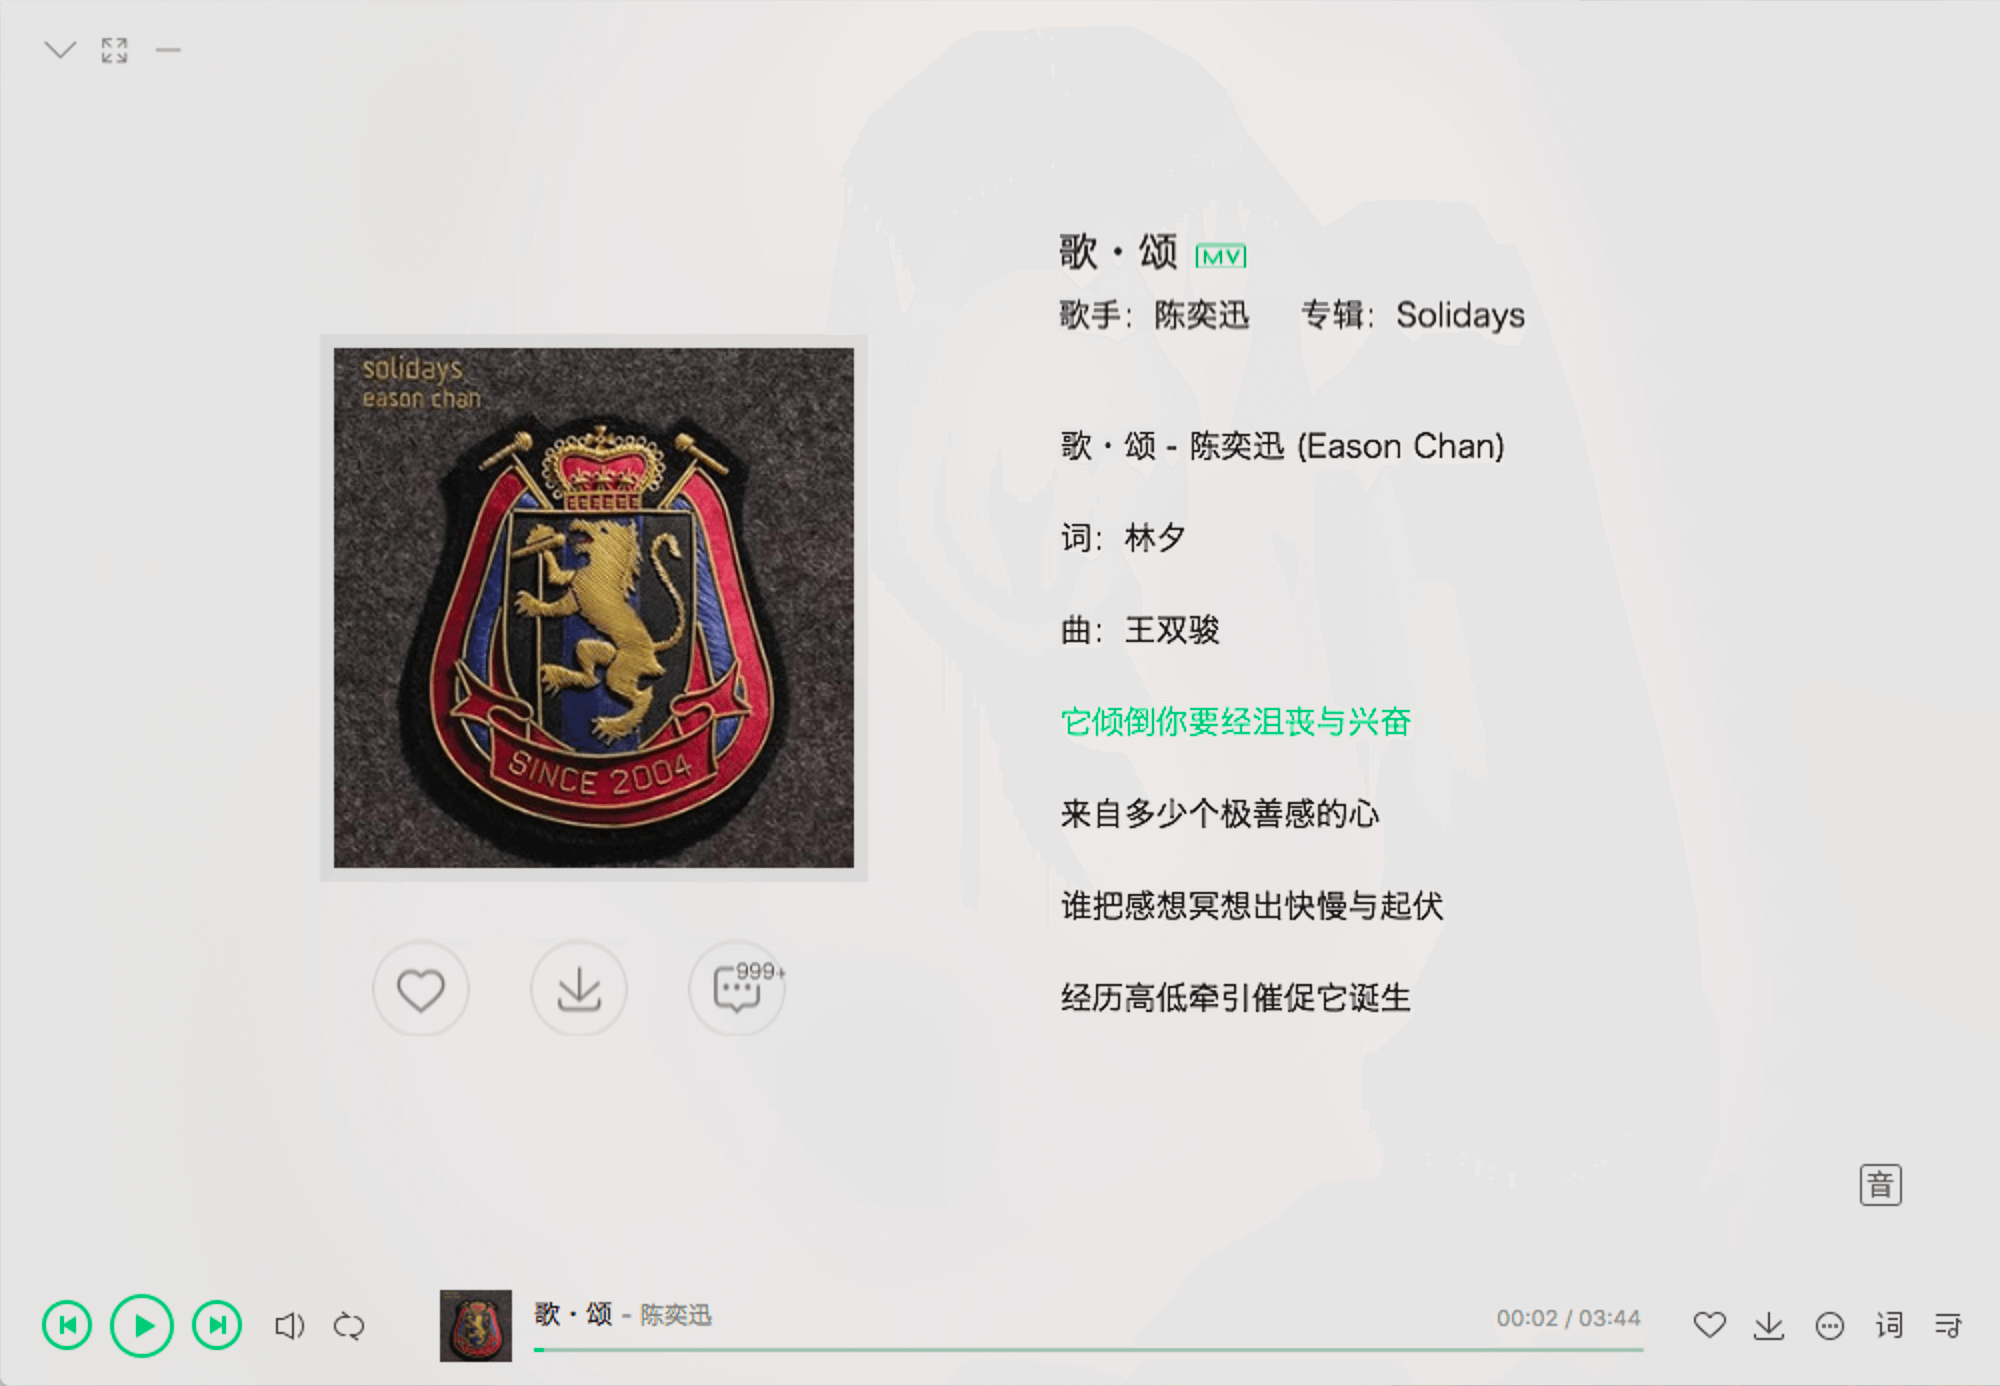 solidays
eason chan
SINCE 2004
999+
歌·颂 MV
歌手：陈奕迅 专辑：Solidays
歌·颂 - 陈奕迅 (Eason Chan)
词：林夕
曲：王双骏
它倾倒你要经沮丧与兴奋
来自多少个极善感的心
谁把感想冥想出快慢与起伏
经历高低牵引催促它诞生
音
歌·颂 - 陈奕迅
00:02 / 03:44
词